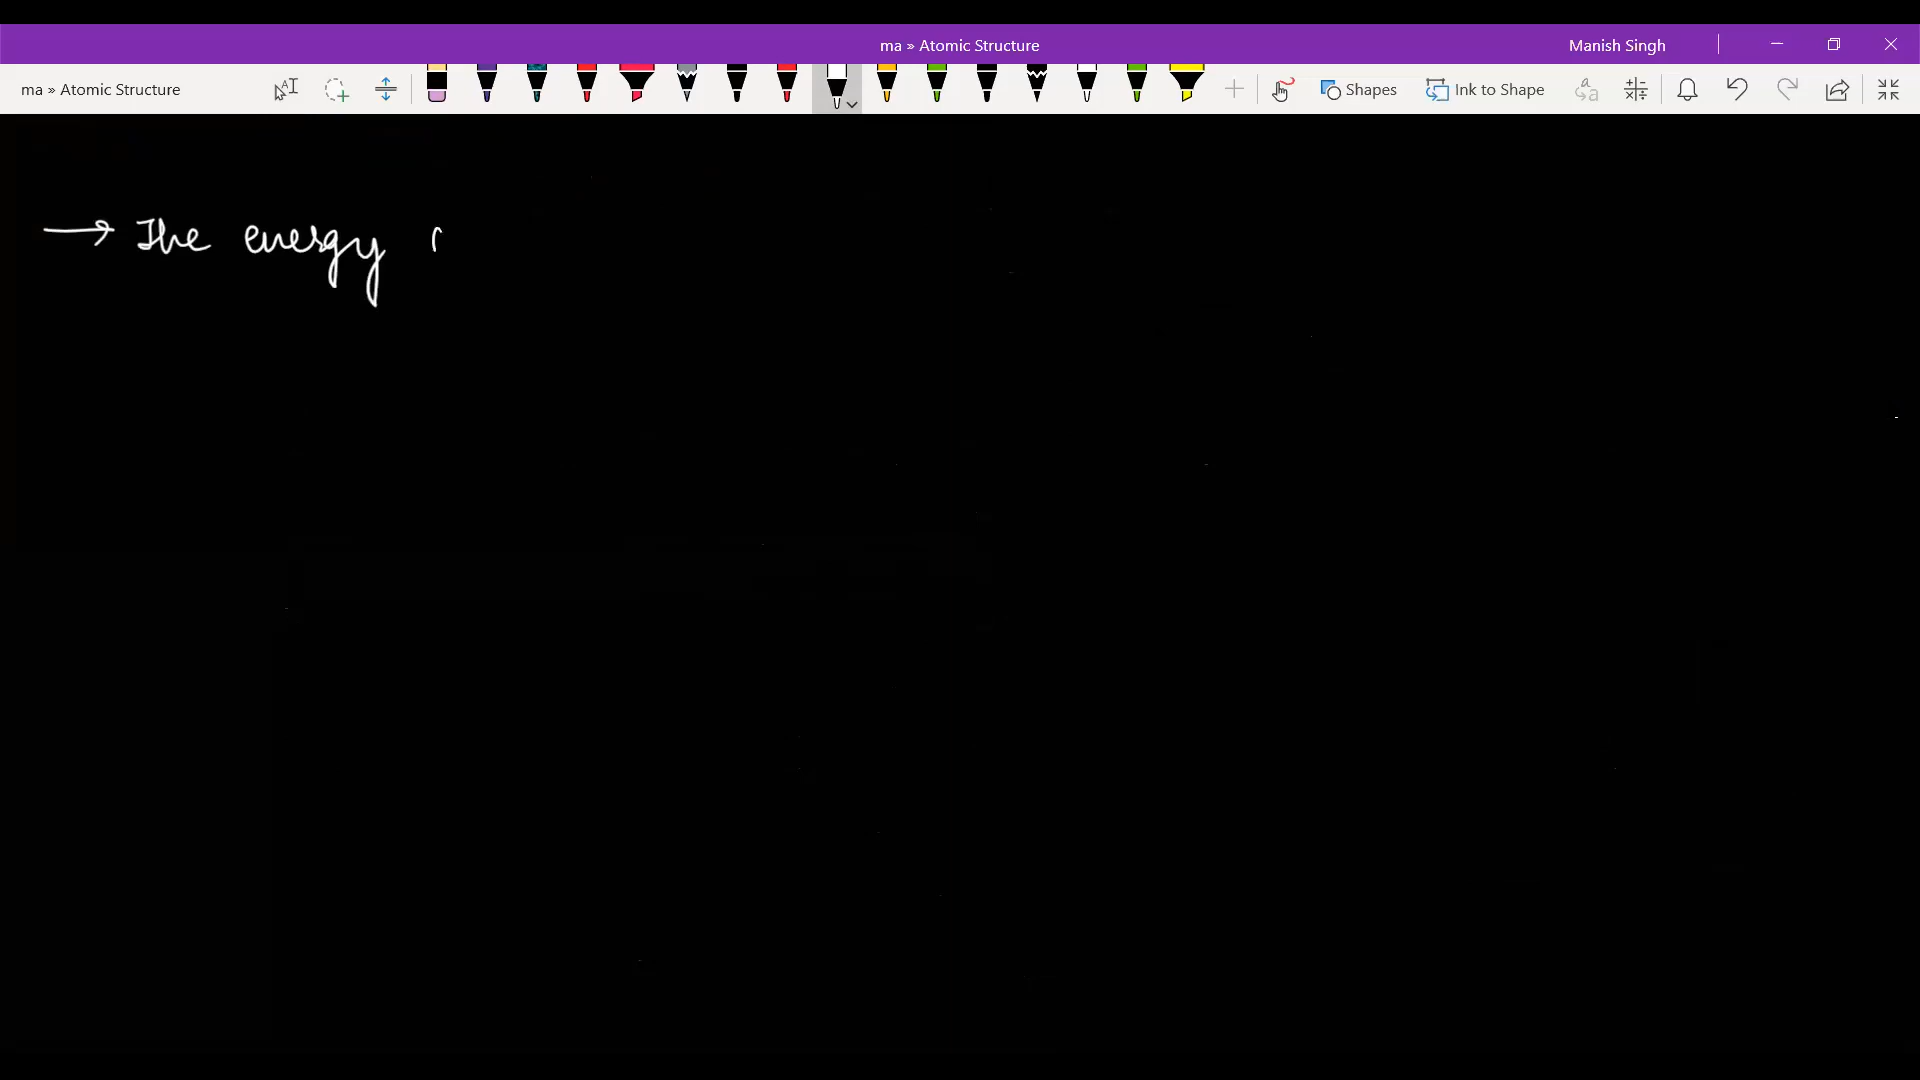 ma » Atomic Structure
Manish Singh
ma » Atomic Structure
Shapes
Ink to Shape
→ The energy